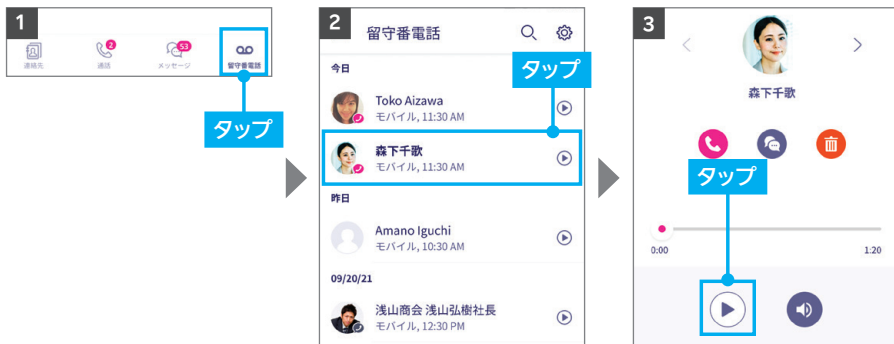 1
2
53
連絡先
通話
メッセージ
留守番電話
タップ
2
留守番電話
今日
タップ
Toko Aizawa
モバイル, 11:30 AM
森下千歌
モバイル, 11:30 AM
昨日
Amano Iguchi
モバイル, 10:30 AM
09/20/21
浅山商会 浅山弘樹社長
モバイル, 12:30 PM
3
森下千歌
タップ
0:00
1:20